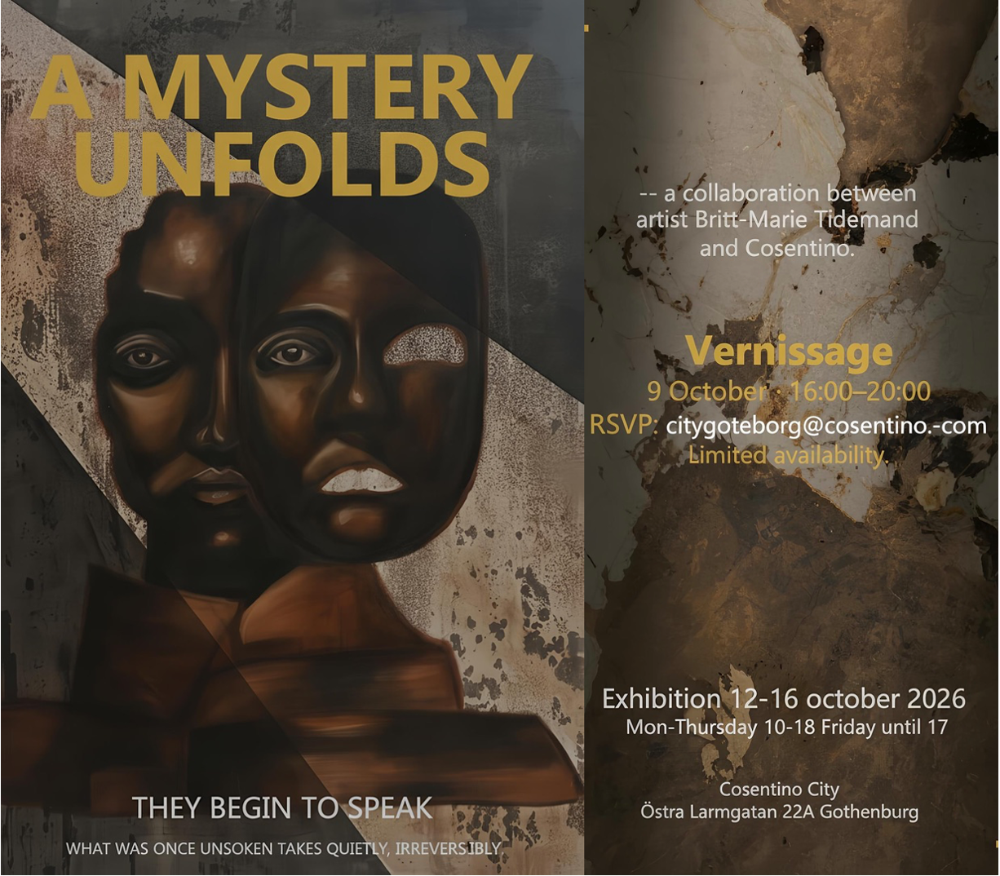 A MYSTERY
UNFOLDS
THEY BEGIN TO SPEAK
WHAT WAS ONCE UNSOKEN TAKES QUIETLY, IRREVERSIBLY.
-- a collaboration between
artist Britt-Marie Tidemand
and Cosentino.
Vernissage
9 October · 16:00–20:00
RSVP: citygoteborg@cosentino.-com
Limited availability.
Exhibition 12-16 october 2026
Mon-Thursday 10-18 Friday until 17
Cosentino City
Östra Larmgatan 22A Gothenburg